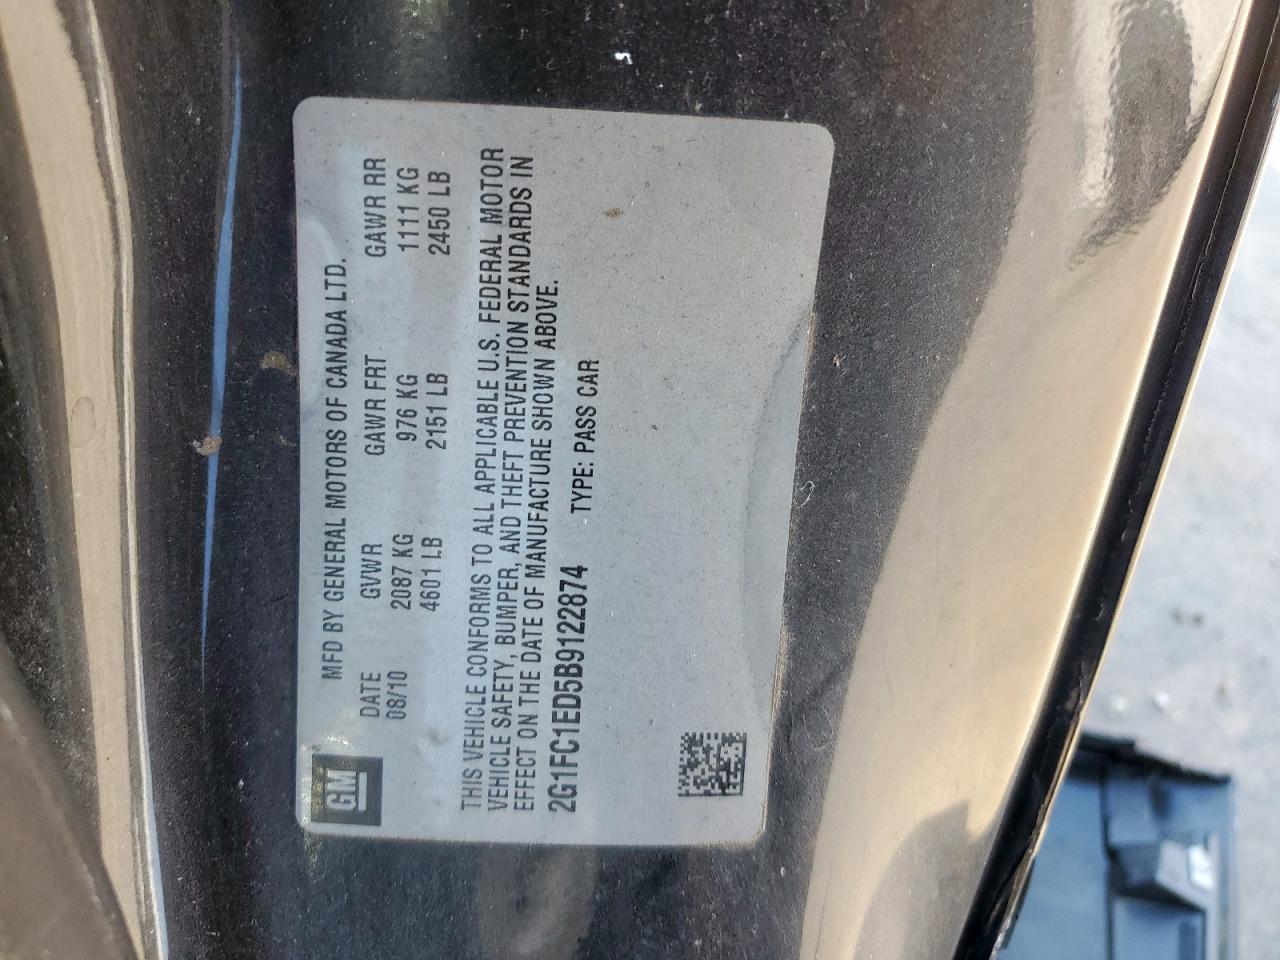 GM
MFD BY GENERAL MOTORS OF CANADA LTD.
DATE GVWR GAWR FRT GAWR RR
08/10 2087 KG 976 KG 1111 KG
4601 LB 2151 LB 2450 LB
THIS VEHICLE CONFORMS TO ALL APPLICABLE U.S. FEDERAL MOTOR
VEHICLE SAFETY, BUMPER, AND THEFT PREVENTION STANDARDS IN
EFFECT ON THE DATE OF MANUFACTURE SHOWN ABOVE.
2G1FC1ED5B9122874 TYPE: PASS CAR